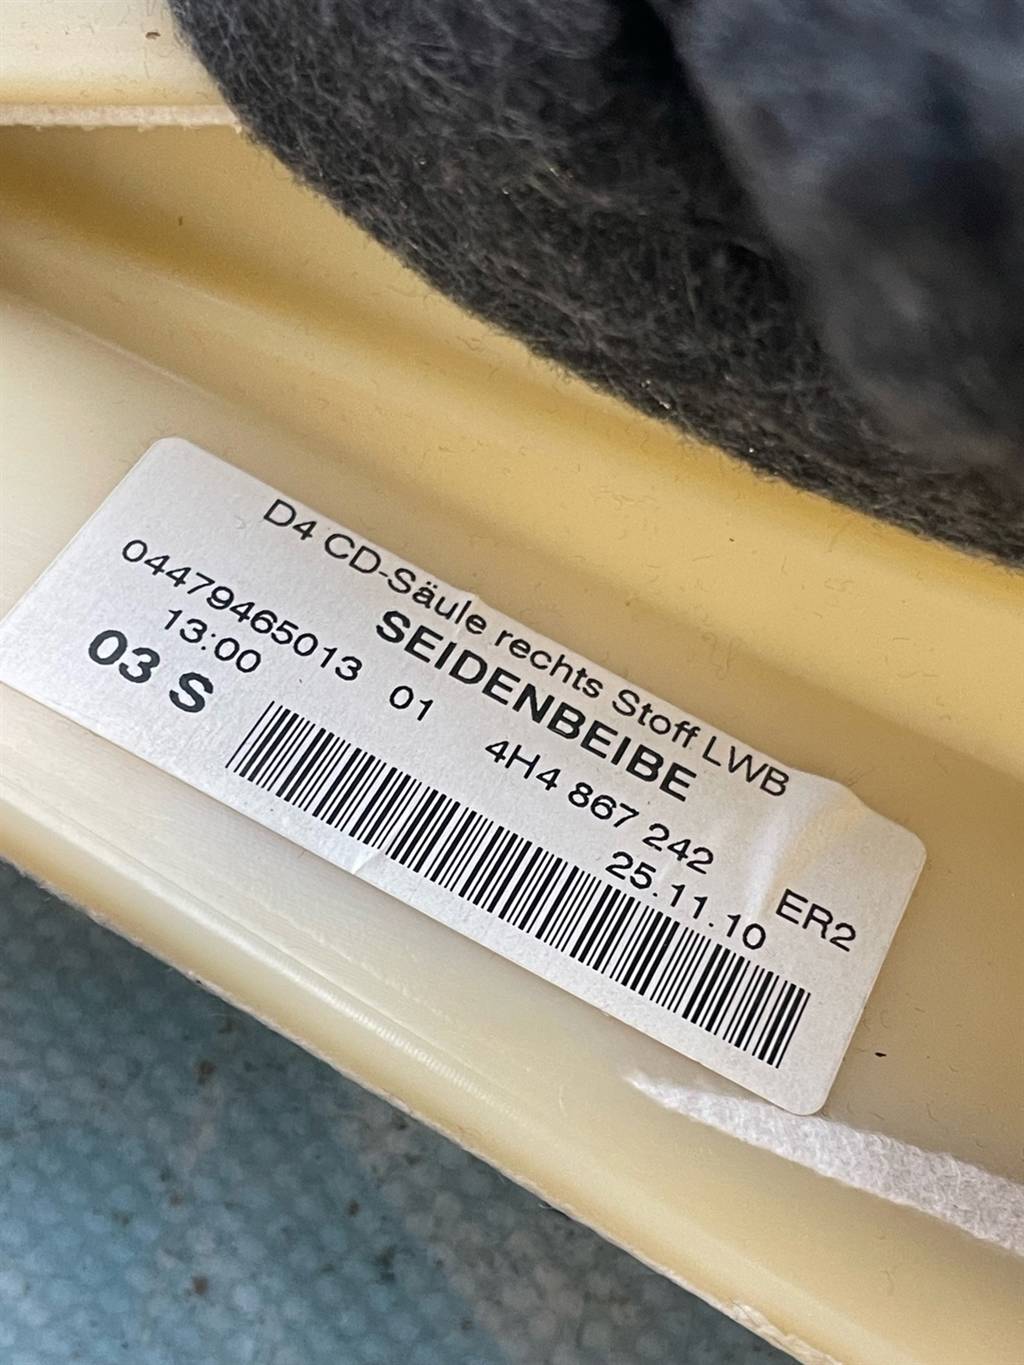 D4 CD-Säule rechts Stoff LWB
SEIDENBEIBE
04479465013 01 4H4 867 242 ER2
13:00 25.11.10
03 S